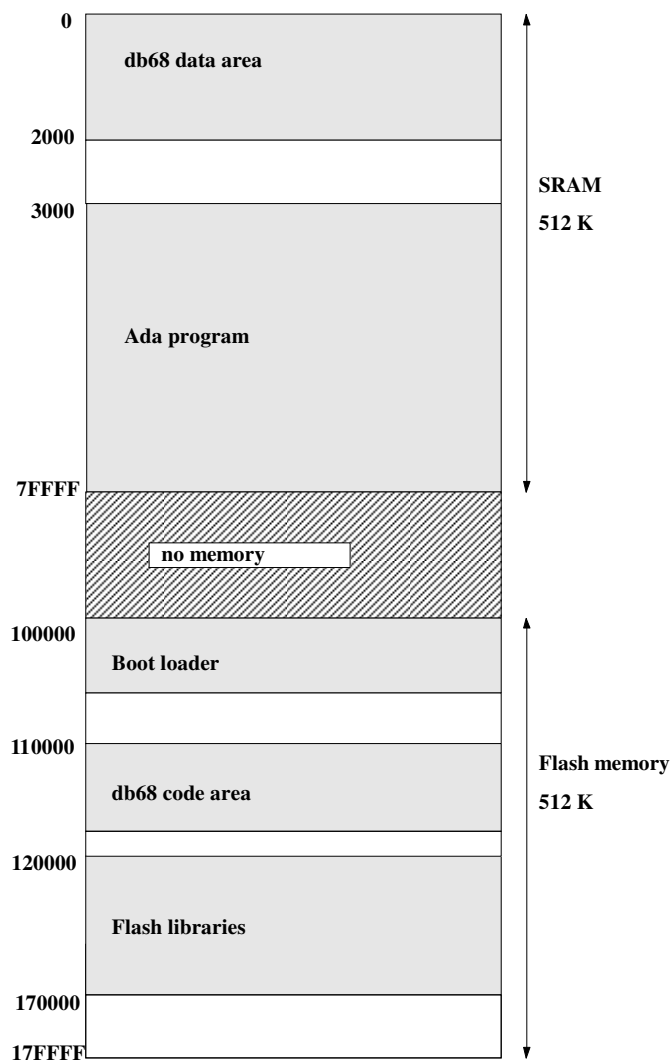 0
db68 data area
2000
SRAM
3000
512 K
Ada program
7FFFF
no memory
100000
Boot loader
110000
Flash memory
db68 code area
512 K
120000
Flash libraries
170000
17FFFF